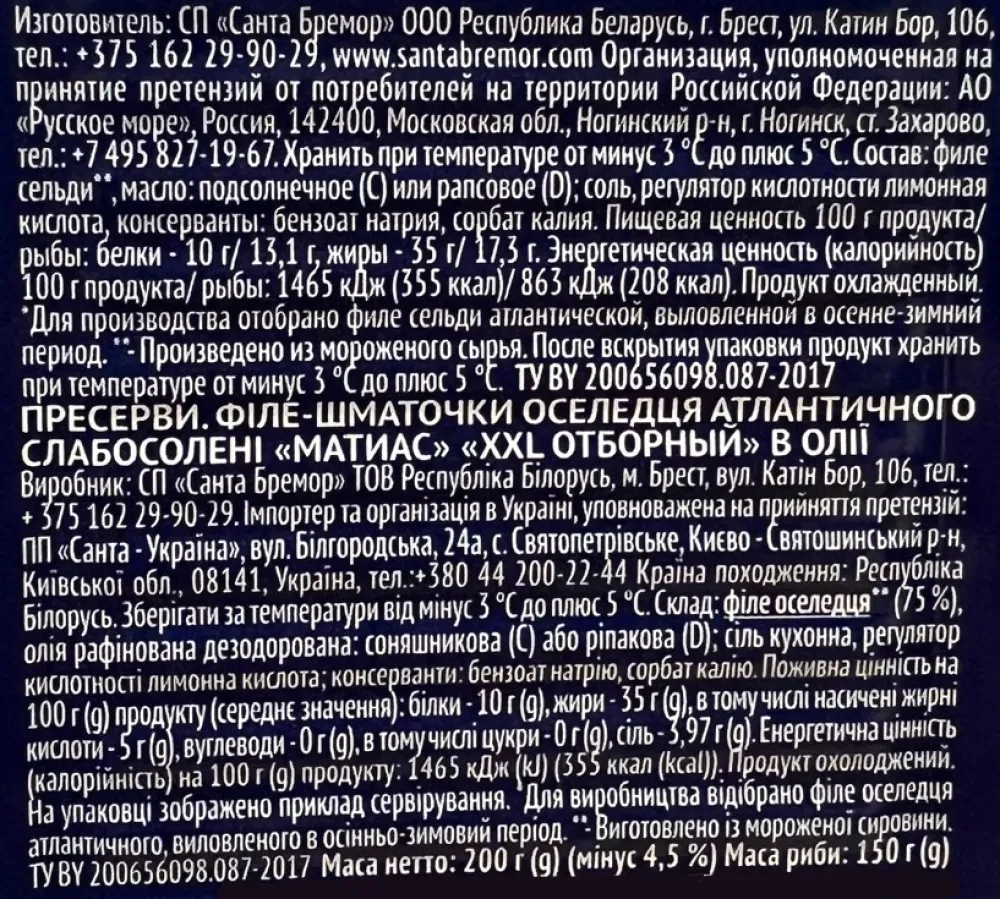 Изготовитель: СП «Санта Бремор» ООО Республика Беларусь, г. Брест, ул. Катин Бор, 106,
тел.: +375 162 29-90-29, www.santabremor.com Организация, уполномоченная на
принятие претензий от потребителей на территории Российской Федерации: АО
«Русское море», Россия, 142400, Московская обл., Ногинский р-н, г. Ногинск, ст. Захарово,
тел.: +7 495 827-19-67. Хранить при температуре от минус 3 °С до плюс 5 °С. Состав: филе
сельди**, масло: подсолнечное (С) или рапсовое (D); соль, регулятор кислотности лимонная
кислота, консерванты: бензоат натрия, сорбат калия. Пищевая ценность 100 г продукта/
рыбы: белки - 10 г/ 13,1 г, жиры - 35 г/ 17,3 г. Энергетическая ценность (калорийность)
100 г продукта/ рыбы: 1465 кДж (355 ккал)/ 863 кДж (208 ккал). Продукт охлажденный.
*Для производства отобрано филе сельди атлантической, выловленной в осенне-зимний
период. **- Произведено из мороженого сырья. После вскрытия упаковки продукт хранить
при температуре от минус 3 °С до плюс 5 °С. ТУ BY 200656098.087-2017
ПРЕСЕРВИ. ФІЛЕ-ШМАТОЧКИ ОСЕЛЕДЦЯ АТЛАНТИЧНОГО
СЛАБОСОЛЕНІ «МАТИАС» «XXL ОТБОРНЫЙ» В ОЛІЇ
Виробник: СП «Санта Бремор» ТОВ Республіка Білорусь, м. Брест, вул. Катін Бор, 106, тел.:
+ 375 162 29-90-29. Імпортер та організація в Україні, уповноважена на прийняття претензій:
ПП «Санта - Україна», вул. Білгородська, 24а, с. Святопетрівське, Києво - Святошинський р-н,
Київської обл., 08141, Україна, тел.:+380 44 200-22-44 Країна походження: Республіка
Білорусь. Зберігати за температури від мінус 3 °С до плюс 5 °С. Склад: філе оселедця** (75 %),
олія рафінована дезодорована: соняшникова (С) або ріпакова (D); сіль кухонна, регулятор
кислотності лимонна кислота; консерванти: бензоат натрію, сорбат калію. Поживна цінність на
100 г (g) продукту (середнє значення): білки - 10 г (g), жири - 35 г (g), в тому числі насичені жирні
кислоти - 5 г (g), вуглеводи - 0 г (g), в тому числі цукри - 0 г (g), сіль - 3,97 г (g). Енергетична цінність
(калорійність) на 100 г (g) продукту: 1465 кДж (kJ) (355 ккал (kcal)). Продукт охолоджений.
На упаковці зображено приклад сервірування. *Для виробництва відібрано філе оселедця
атлантичного, виловленого в осінньо-зимовий період. **- Виготовлено із мороженої сировини.
ТУ BY 200656098.087-2017 Маса нетто: 200 г (g) (мінус 4,5 %) Маса риби: 150 г (g)